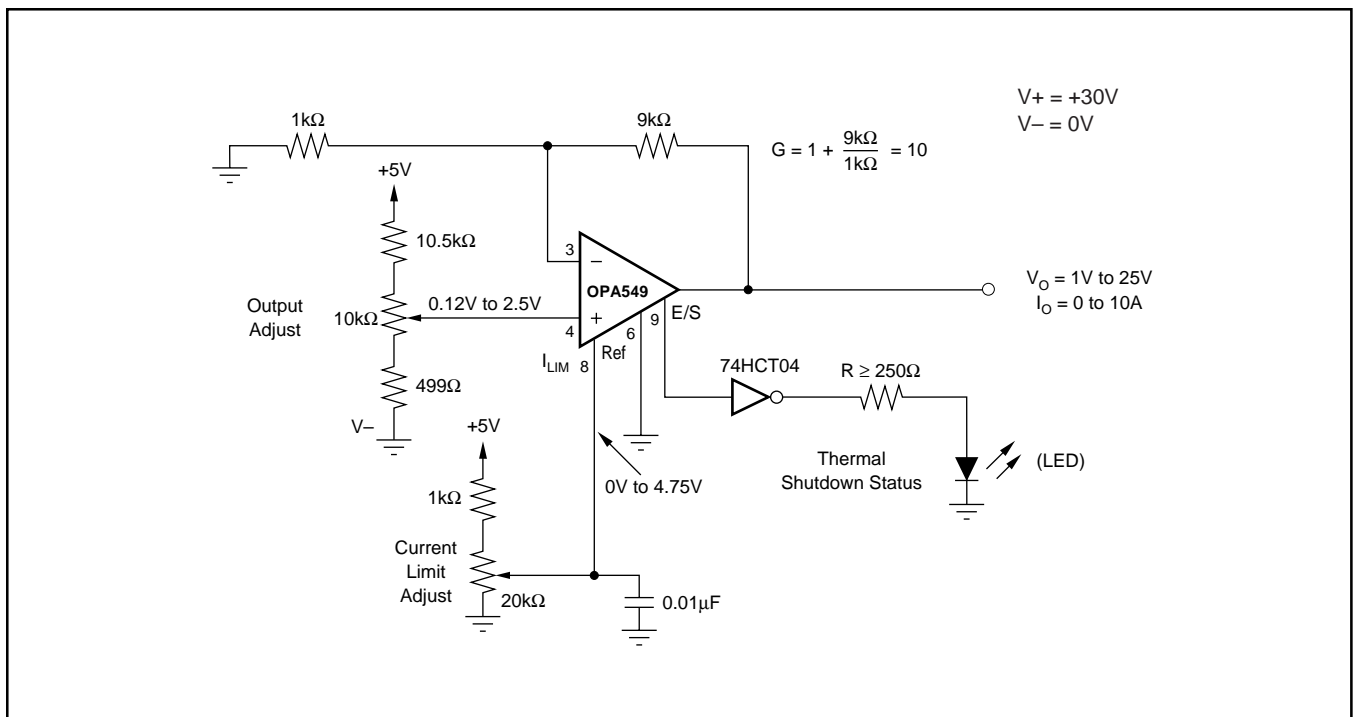 V+ = +30V
V– = 0V
1kΩ
9kΩ
G = 1 + 9kΩ/1kΩ = 10
+5V
10.5kΩ
Output
Adjust
10kΩ
0.12V to 2.5V
499Ω
V–
3
–
OPA549
+
4
9
E/S
6
Ref
I_LIM
8
V_O = 1V to 25V
I_O = 0 to 10A
74HCT04
R ≥ 250Ω
Thermal
Shutdown Status
(LED)
0V to 4.75V
+5V
1kΩ
Current
Limit
Adjust
20kΩ
0.01µF